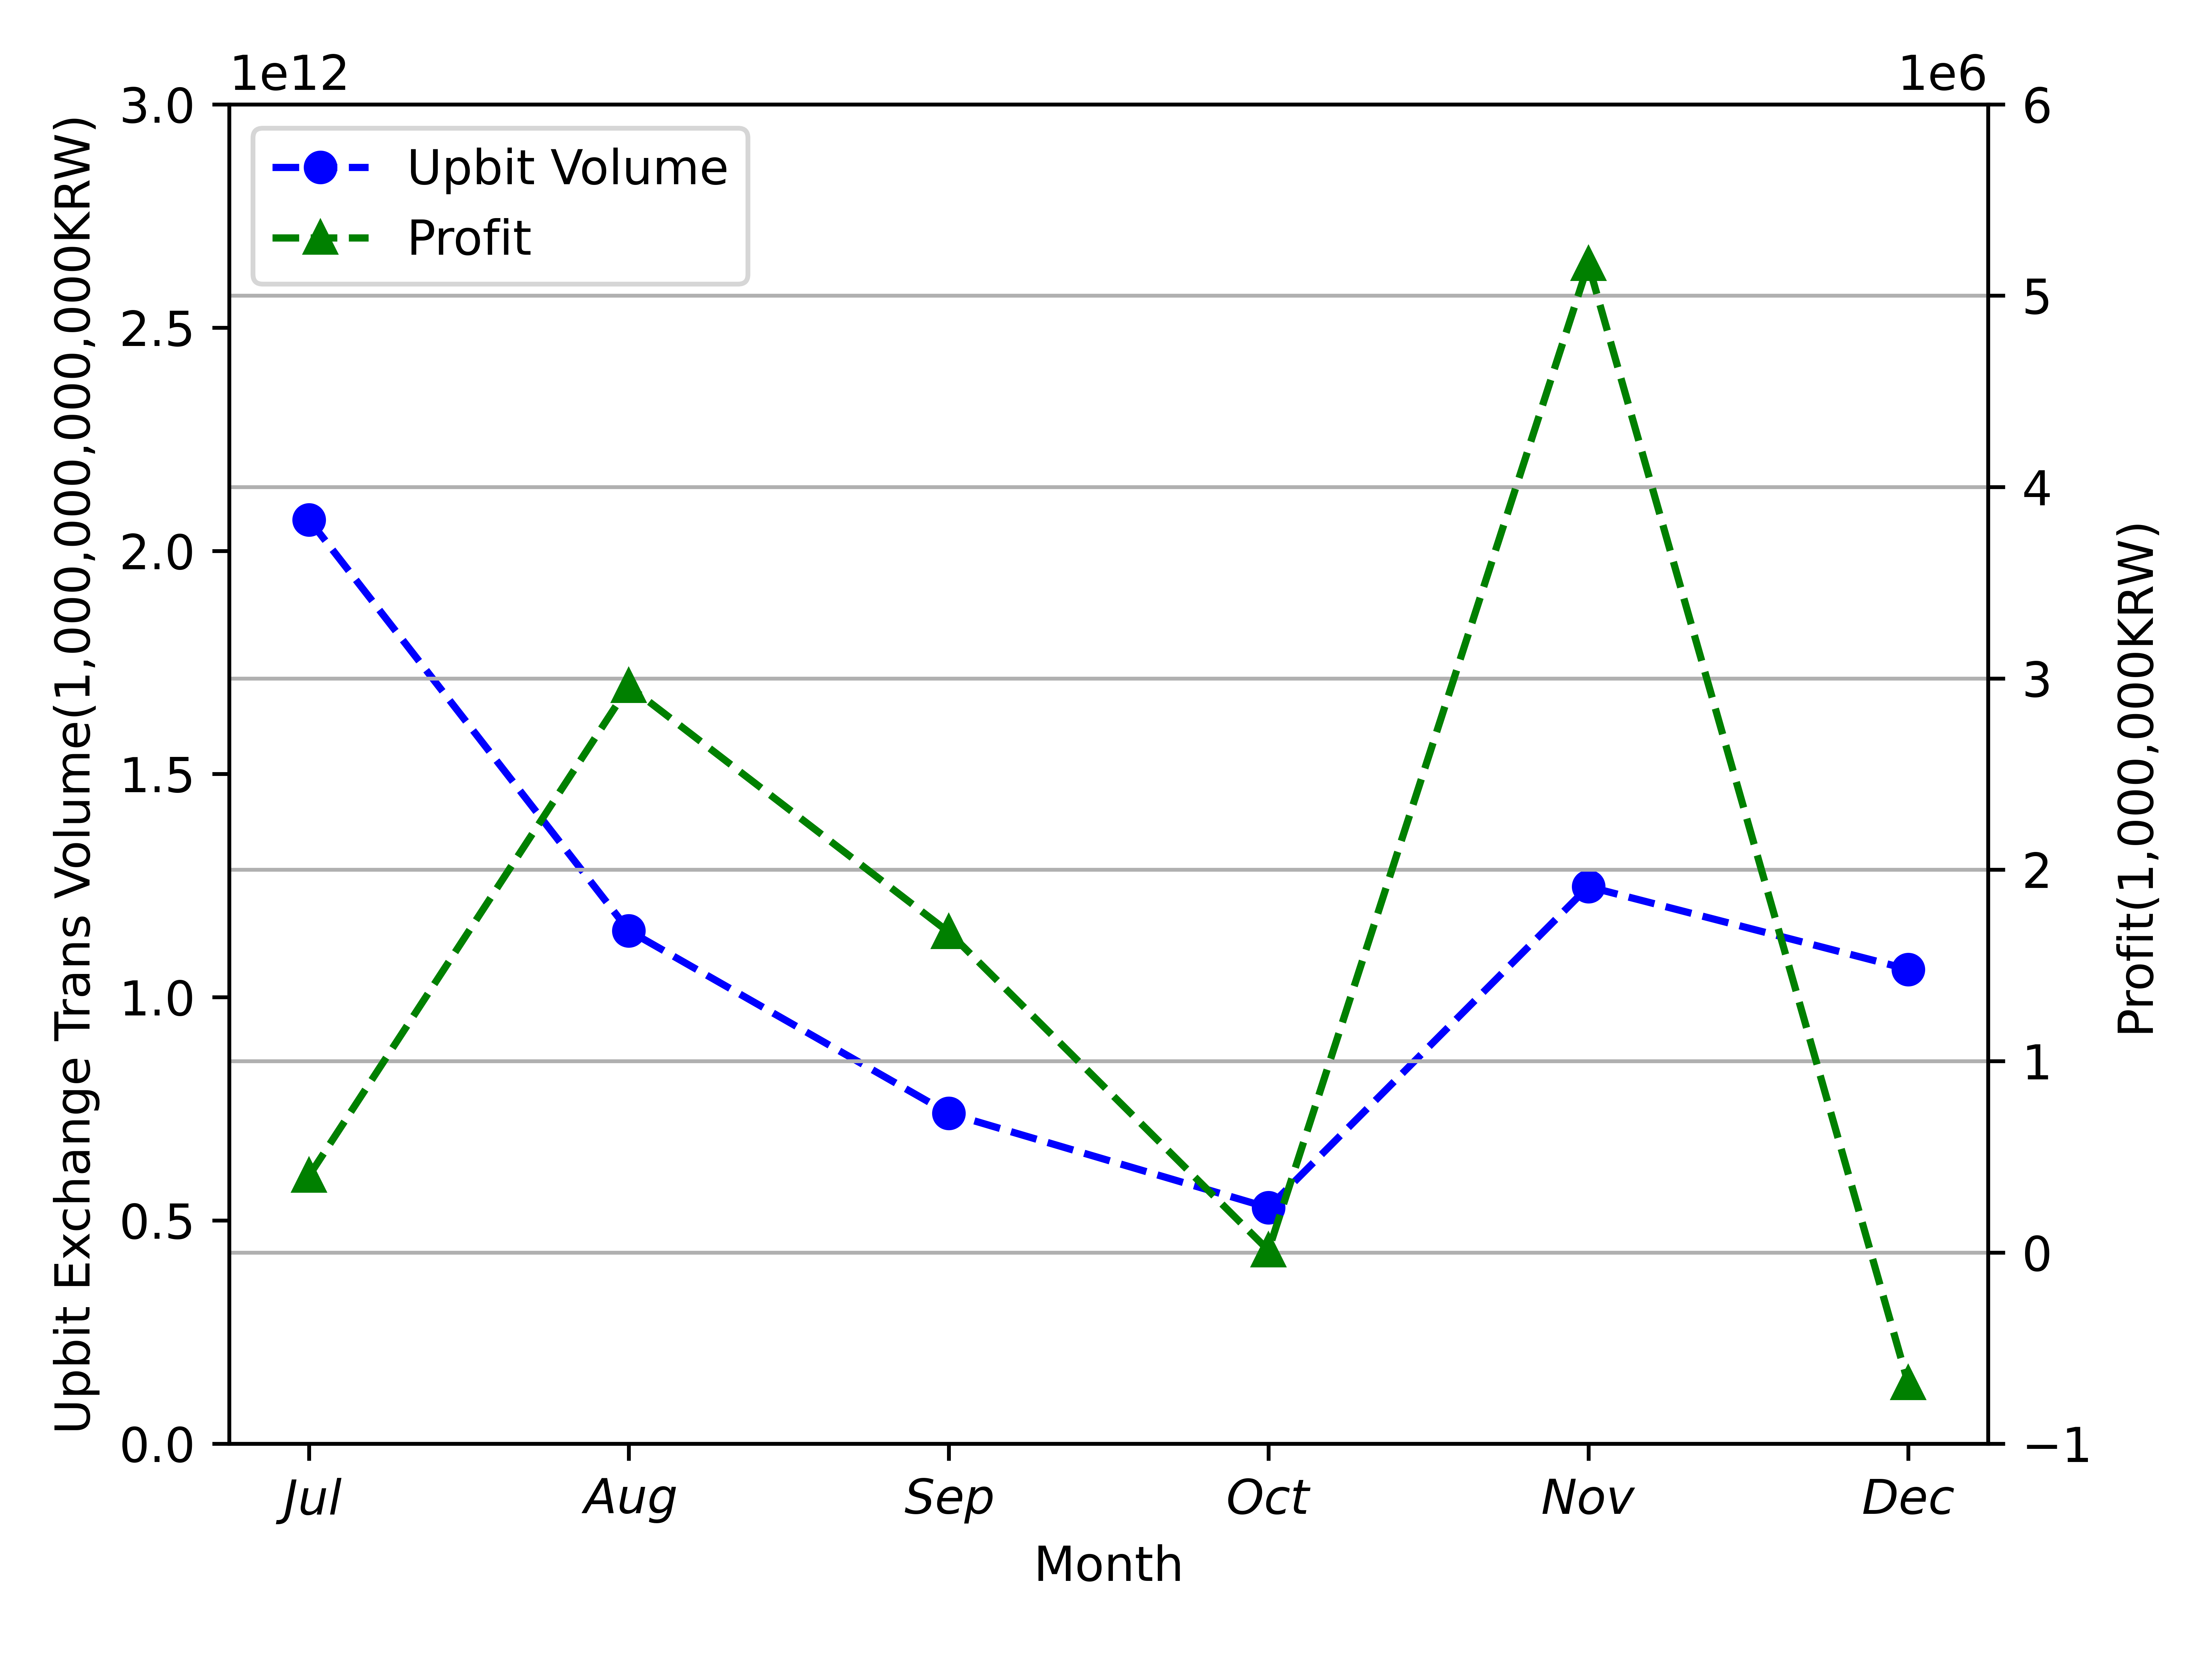 1e12
1e6
Upbit Exchange Trans Volume(1,000,000,000,000KRW)
3.0
2.5
2.0
1.5
1.0
0.5
0.0
Upbit Volume
Profit
6
5
4
3
2
1
0
−1
Profit(1,000,000KRW)
Jul Aug Sep Oct Nov Dec
Month